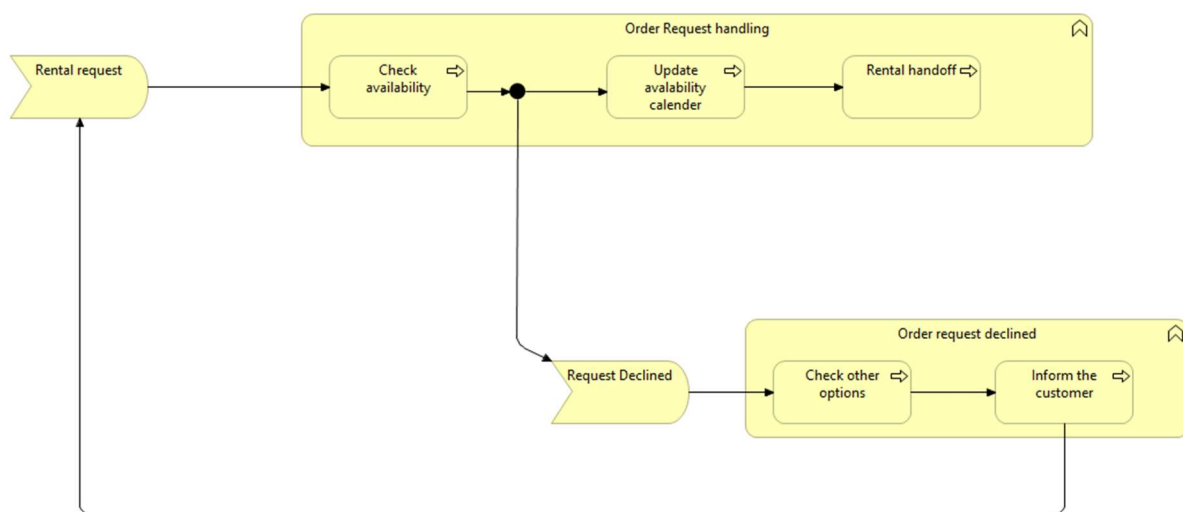 Order Request handling
Rental request
Check
availability
Update
avalability
calender
Rental handoff
Order request declined
Request Declined
Check other
options
Inform the
customer